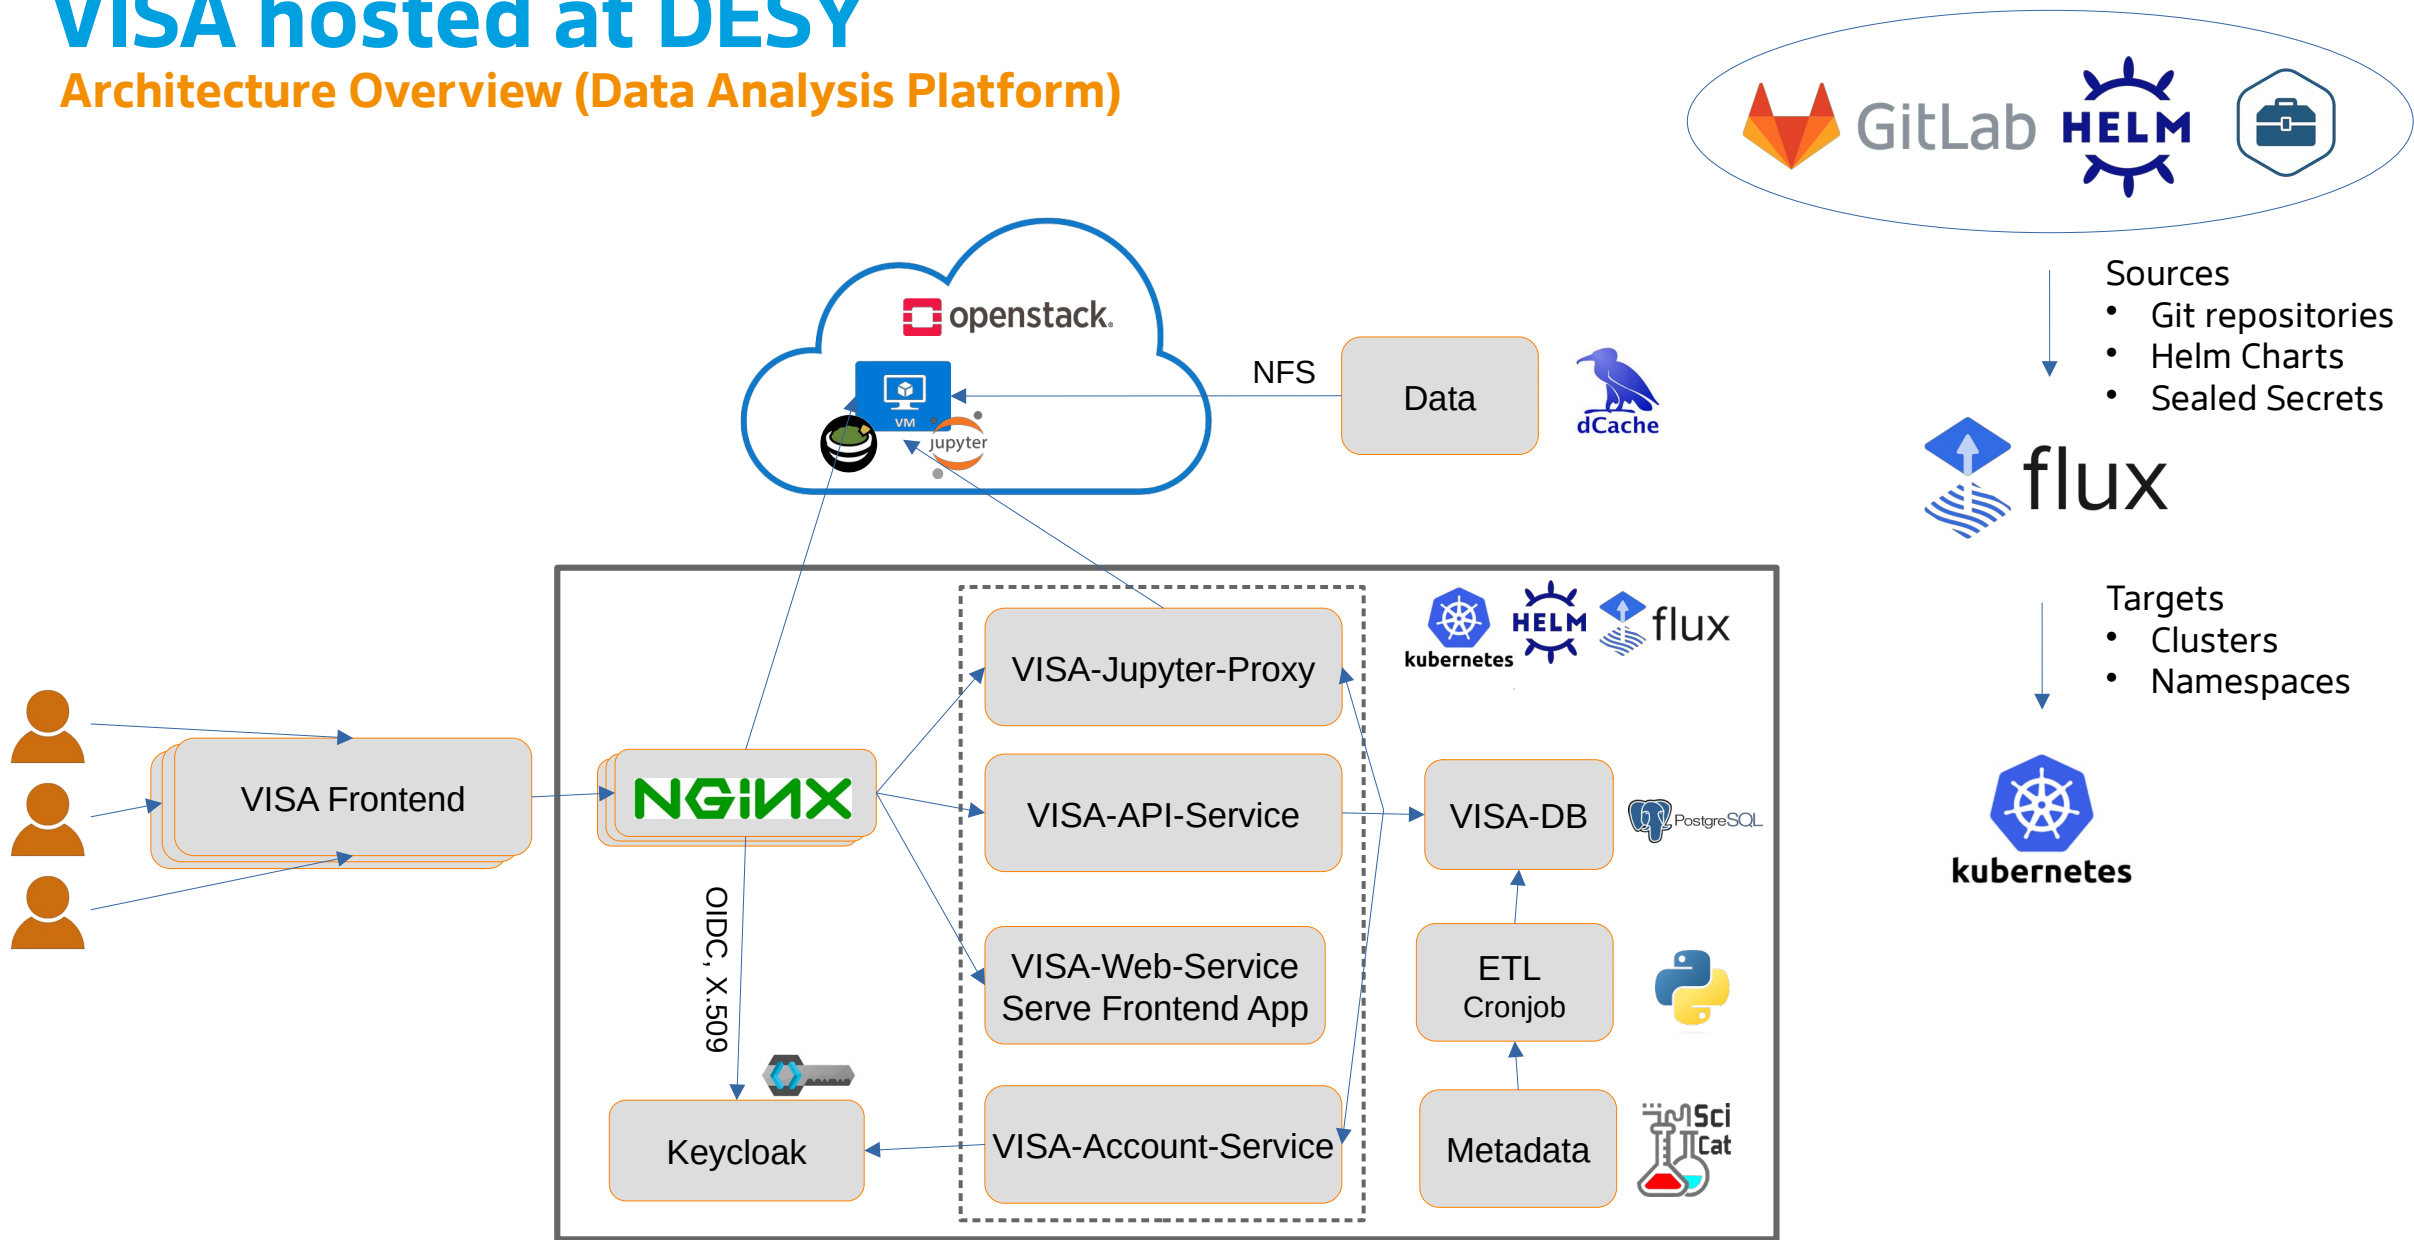 VISA hosted at DESY
Architecture Overview (Data Analysis Platform)
GitLab
HELM
Sources
• Git repositories
• Helm Charts
• Sealed Secrets
flux
Targets
• Clusters
• Namespaces
kubernetes
openstack.
VM
jupyter
NFS
Data
dCache
VISA Frontend
NGINX
OIDC, X.509
Keycloak
VISA-Jupyter-Proxy
VISA-API-Service
VISA-Web-Service
Serve Frontend App
VISA-Account-Service
kubernetes
HELM
flux
VISA-DB
PostgreSQL
ETL
Cronjob
Metadata
Sci
Cat